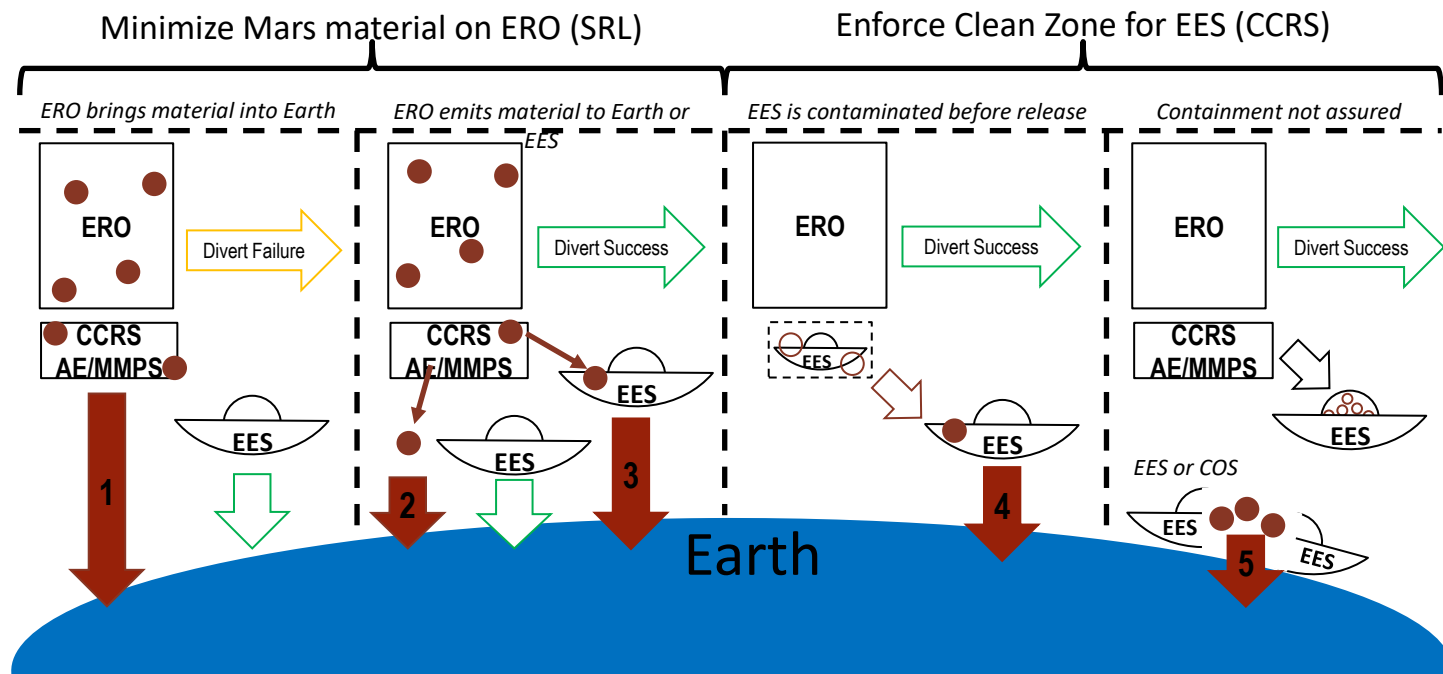 Minimize Mars material on ERO (SRL)
Enforce Clean Zone for EES (CCRS)
ERO brings material into Earth
ERO emits material to Earth or
EES
EES is contaminated before release
Containment not assured
ERO
Divert Failure
CCRS
AE/MMPS
EES
1
ERO
Divert Success
CCRS
AE/MMPS
EES
EES
2
3
ERO
Divert Success
EES
EES
4
ERO
Divert Success
CCRS
AE/MMPS
EES
EES or COS
EES
EES
5
Earth